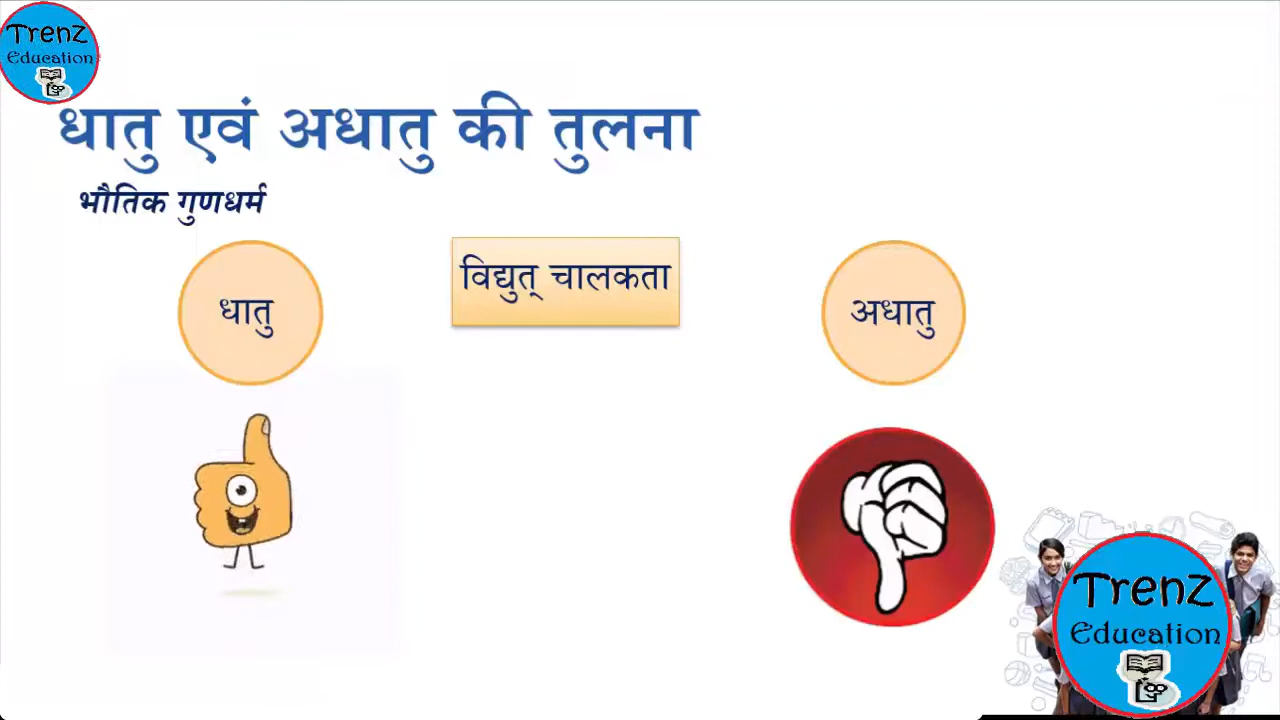 Trenz
Education
धातु एवं अधातु की तुलना
भौतिक गुणधर्म
धातु
विद्युत् चालकता
अधातु
Trenz
Education